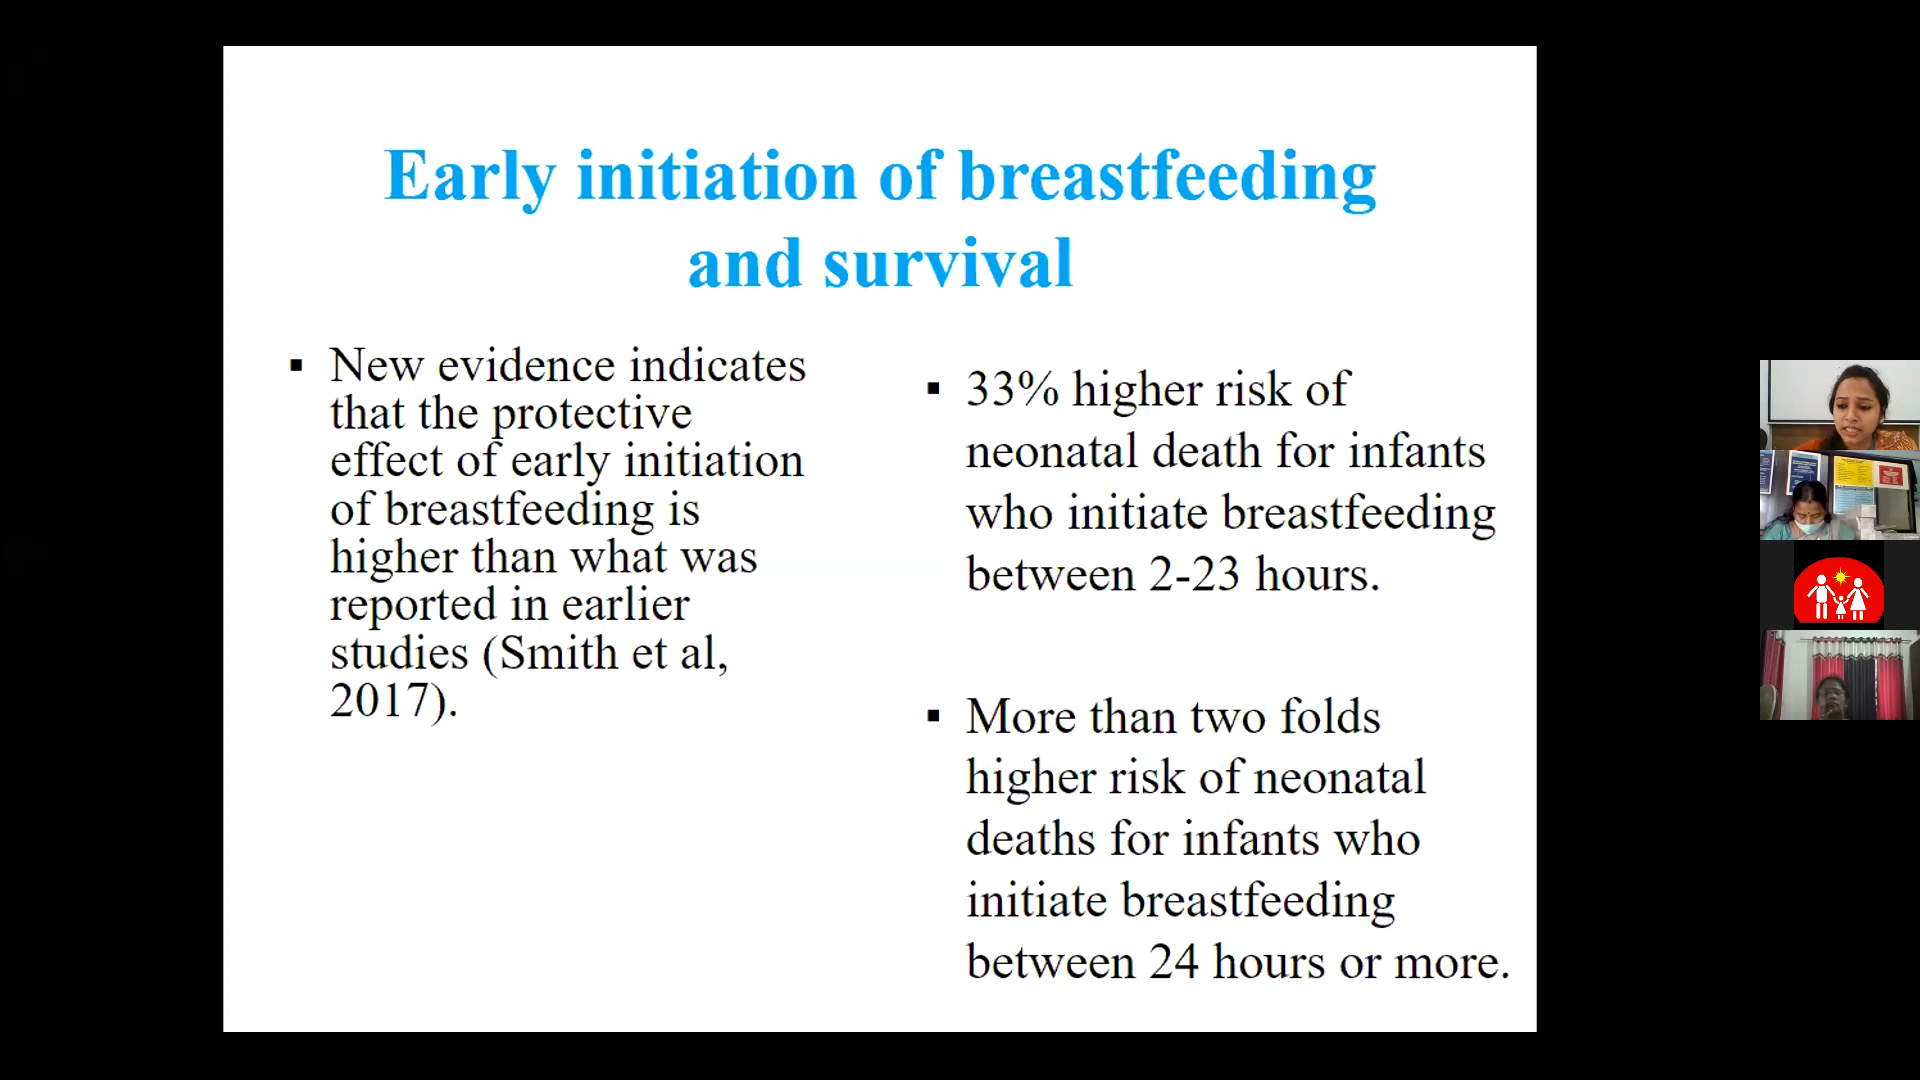 Early initiation of breastfeeding
and survival
▪ New evidence indicates
that the protective
effect of early initiation
of breastfeeding is
higher than what was
reported in earlier
studies (Smith et al,
2017).
▪ 33% higher risk of
neonatal death for infants
who initiate breastfeeding
between 2-23 hours.
▪ More than two folds
higher risk of neonatal
deaths for infants who
initiate breastfeeding
between 24 hours or more.